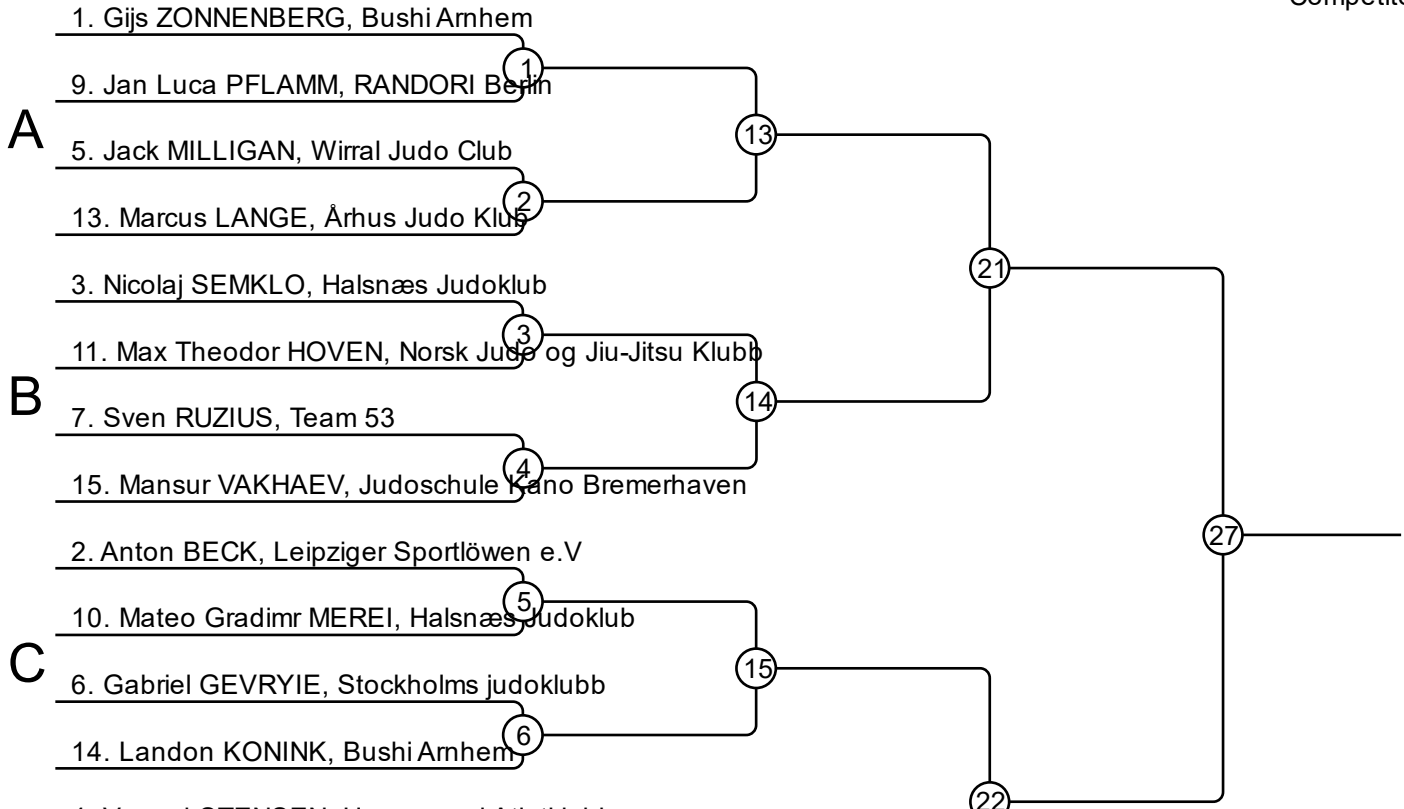 1. Gijs ZONNENBERG, Bushi Arnhem
1
9. Jan Luca PFLAMM, RANDORI Berlin
A
13
5. Jack MILLIGAN, Wirral Judo Club
2
13. Marcus LANGE, Århus Judo Klub
21
3. Nicolaj SEMKLO, Halsnæs Judoklub
3
11. Max Theodor HOVEN, Norsk Judo og Jiu-Jitsu Klubb
B
14
7. Sven RUZIUS, Team 53
4
15. Mansur VAKHAEV, Judoschule Kano Bremerhaven
27
2. Anton BECK, Leipziger Sportlöwen e.V
5
10. Mateo Gradimr MEREI, Halsnæs Judoklub
C
15
6. Gabriel GEVRYIE, Stockholms judoklubb
6
14. Landon KONINK, Bushi Arnhem
22